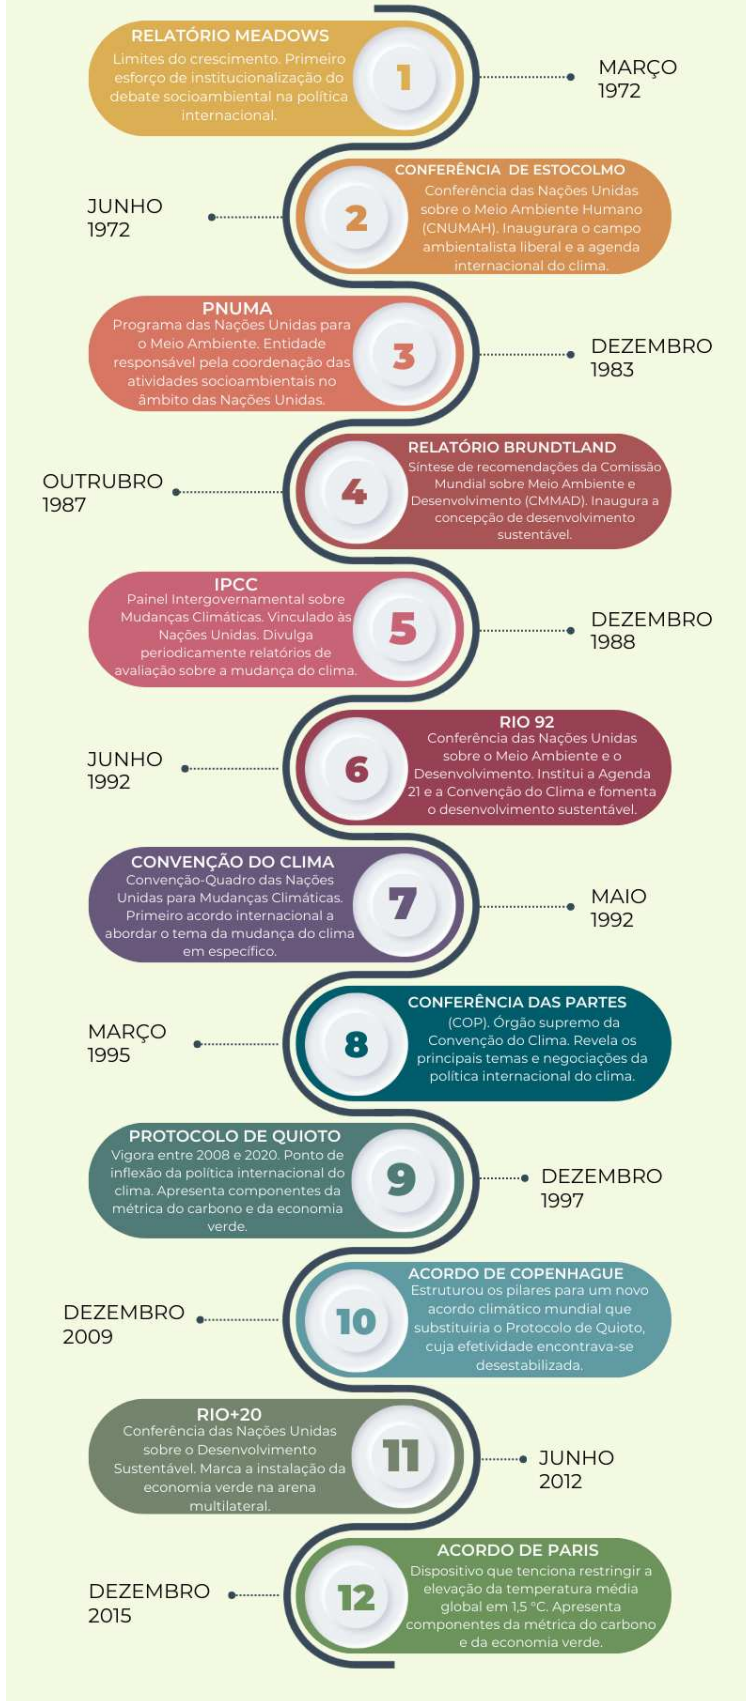 RELATÓRIO MEADOWS
Limites do crescimento. Primeiro
esforço de institucionalização do
debate socioambiental na política
internacional.
1
MARÇO
1972
JUNHO
1972
2
CONFERÊNCIA DE ESTOCOLMO
Conferência das Nações Unidas
sobre o Meio Ambiente Humano
(CNUMAH). Inaugurara o campo
ambientalista liberal e a agenda
internacional do clima.
PNUMA
Programa das Nações Unidas para
o Meio Ambiente. Entidade
responsável pela coordenação das
atividades socioambientais no
âmbito das Nações Unidas.
3
DEZEMBRO
1983
OUTRUBRO
1987
4
RELATÓRIO BRUNDTLAND
Síntese de recomendações da Comissão
Mundial sobre Meio Ambiente e
Desenvolvimento (CMMAD). Inaugura a
concepção de desenvolvimento
sustentável.
IPCC
Painel Intergovernamental sobre
Mudanças Climáticas. Vinculado às
Nações Unidas. Divulga
periodicamente relatórios de
avaliação sobre a mudança do clima.
5
DEZEMBRO
1988
JUNHO
1992
6
RIO 92
Conferência das Nações Unidas
sobre o Meio Ambiente e o
Desenvolvimento. Institui a Agenda
21 e a Convenção do Clima e fomenta
o desenvolvimento sustentável.
CONVENÇÃO DO CLIMA
Convenção-Quadro das Nações
Unidas para Mudanças Climáticas.
Primeiro acordo internacional a
abordar o tema da mudança do clima
em específico.
7
MAIO
1992
MARÇO
1995
8
CONFERÊNCIA DAS PARTES
(COP). Órgão supremo da
Convenção do Clima. Revela os
principais temas e negociações da
política internacional do clima.
PROTOCOLO DE QUIOTO
Vigora entre 2008 e 2020. Ponto de
inflexão da política internacional do
clima. Apresenta componentes da
métrica do carbono e da economia
verde.
9
DEZEMBRO
1997
DEZEMBRO
2009
10
ACORDO DE COPENHAGUE
Estruturou os pilares para um novo
acordo climático mundial que
substituiria o Protocolo de Quioto,
cuja efetividade encontrava-se
desestabilizada.
RIO+20
Conferência das Nações Unidas
sobre o Desenvolvimento
Sustentável. Marca a instalação da
economia verde na arena
multilateral.
11
JUNHO
2012
DEZEMBRO
2015
12
ACORDO DE PARIS
Dispositivo que tenciona restringir a
elevação da temperatura média
global em 1,5 °C. Apresenta
componentes da métrica do carbono
e da economia verde.